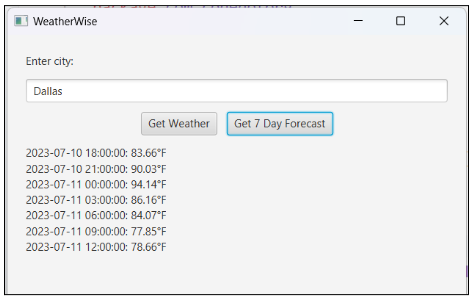 WeatherWise
Enter city:
Dallas
Get Weather Get 7 Day Forecast
2023-07-10 18:00:00: 83.66°F
2023-07-10 21:00:00: 90.03°F
2023-07-11 00:00:00: 94.14°F
2023-07-11 03:00:00: 86.16°F
2023-07-11 06:00:00: 84.07°F
2023-07-11 09:00:00: 77.85°F
2023-07-11 12:00:00: 78.66°F